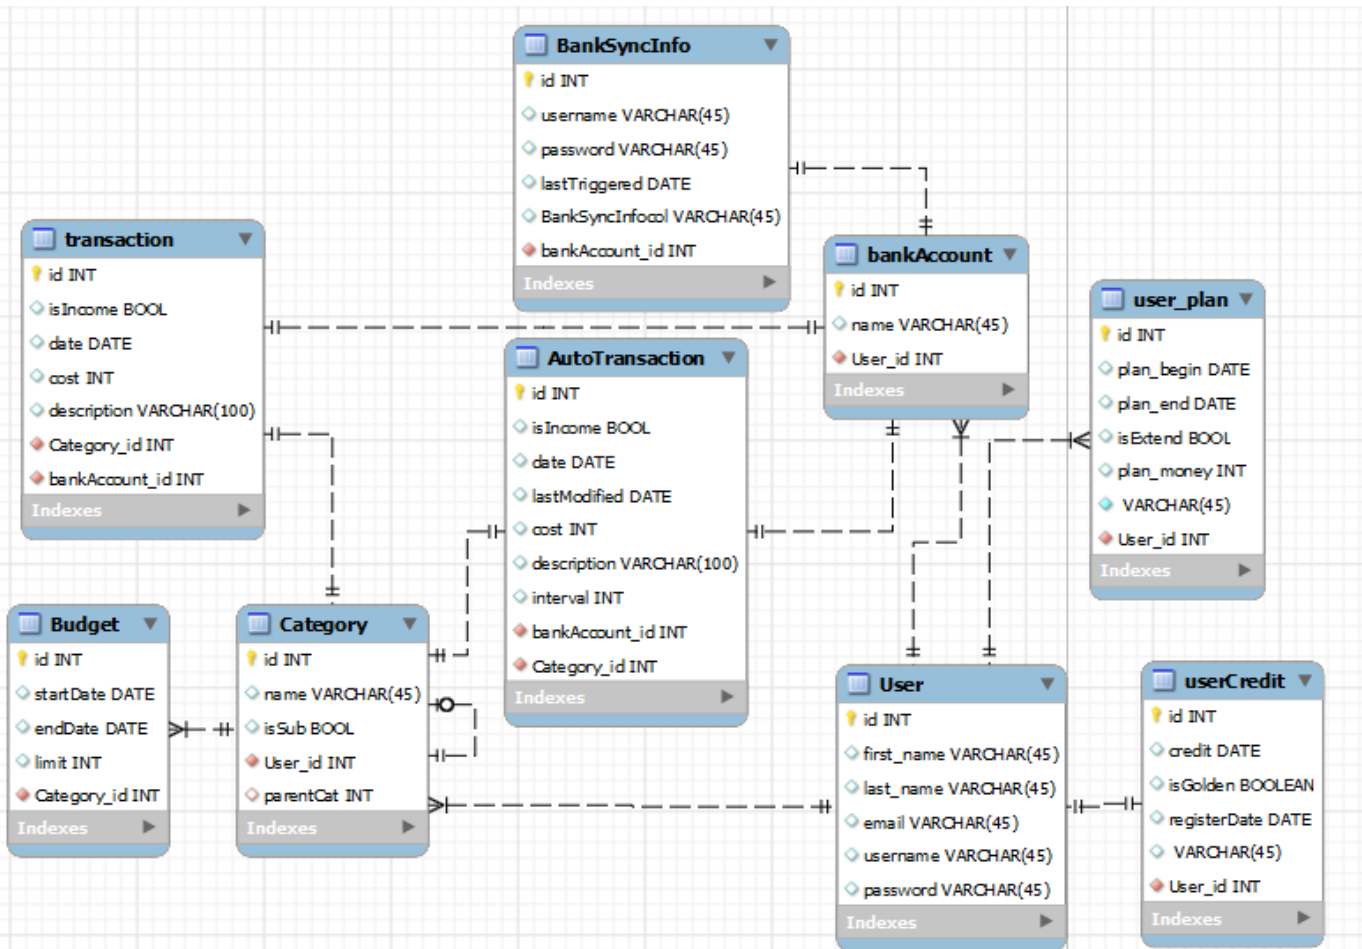 BankSyncInfo
id INT
username VARCHAR(45)
password VARCHAR(45)
lastTriggered DATE
BankSyncInfocol VARCHAR(45)
bankAccount_id INT
Indexes
transaction
id INT
isIncome BOOL
date DATE
cost INT
description VARCHAR(100)
Category_id INT
bankAccount_id INT
Indexes
bankAccount
id INT
name VARCHAR(45)
User_id INT
Indexes
user_plan
id INT
plan_begin DATE
plan_end DATE
isExtend BOOL
plan_money INT
VARCHAR(45)
User_id INT
Indexes
AutoTransaction
id INT
isIncome BOOL
date DATE
lastModified DATE
cost INT
description VARCHAR(100)
interval INT
bankAccount_id INT
Category_id INT
Indexes
Budget
id INT
startDate DATE
endDate DATE
limit INT
Category_id INT
Indexes
Category
id INT
name VARCHAR(45)
isSub BOOL
User_id INT
parentCat INT
Indexes
User
id INT
first_name VARCHAR(45)
last_name VARCHAR(45)
email VARCHAR(45)
username VARCHAR(45)
password VARCHAR(45)
Indexes
userCredit
id INT
credit DATE
isGolden BOOLEAN
registerDate DATE
VARCHAR(45)
User_id INT
Indexes